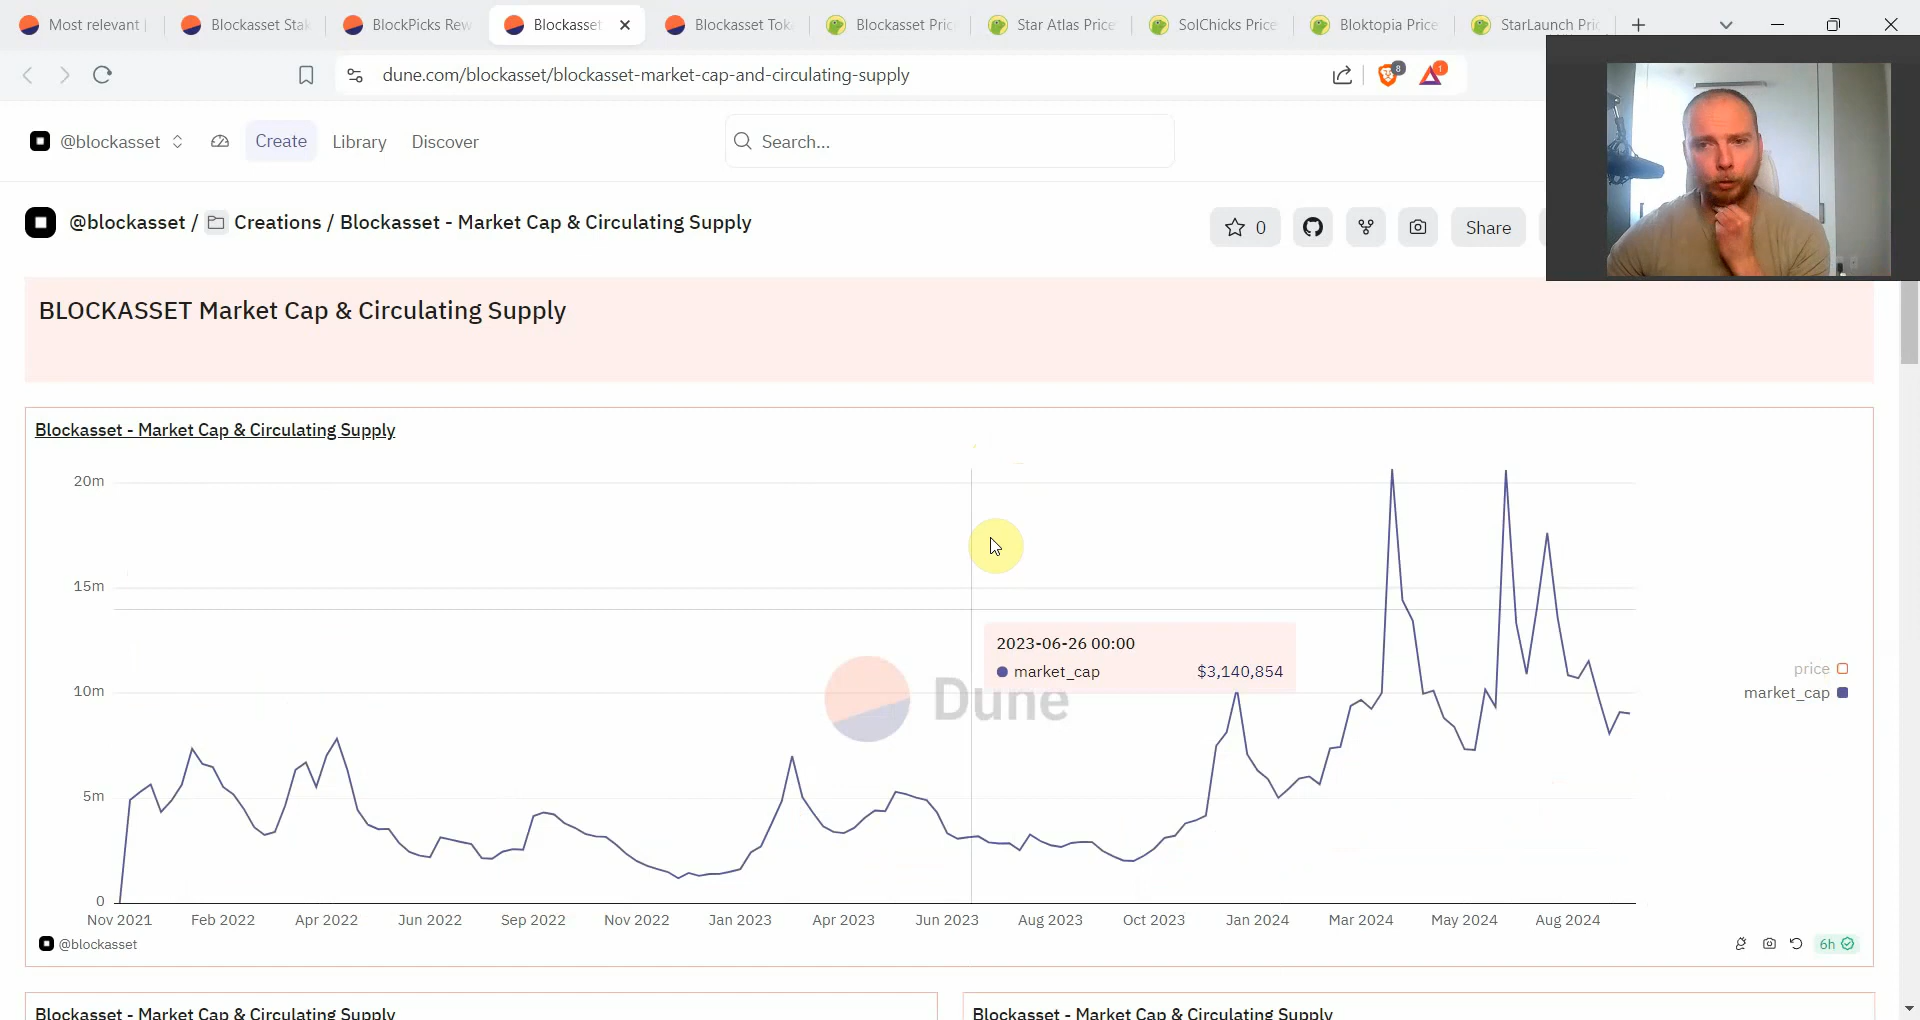 Most relevant
Blockasset Stak
BlockPicks Rew
Blockasset
Blockasset Tok
Blockasset Pric
Star Atlas Price
SolChicks Price
Bloktopia Price
StarLaunch Pric
dune.com/blockasset/blockasset-market-cap-and-circulating-supply
8
1
@blockasset
Create
Library
Discover
Search...
@blockasset / Creations / Blockasset - Market Cap & Circulating Supply
0
Share
BLOCKASSET Market Cap & Circulating Supply
Blockasset - Market Cap & Circulating Supply
20m
15m
2023-06-26 00:00
market_cap $3,140,854
Dune
price
market_cap
10m
5m
0
Nov 2021 Feb 2022 Apr 2022 Jun 2022 Sep 2022 Nov 2022 Jan 2023 Apr 2023 Jun 2023 Aug 2023 Oct 2023 Jan 2024 Mar 2024 May 2024 Aug 2024
@blockasset
6h
Blockasset - Market Cap & Circulating Supply
Blockasset - Market Cap & Circulating Supply